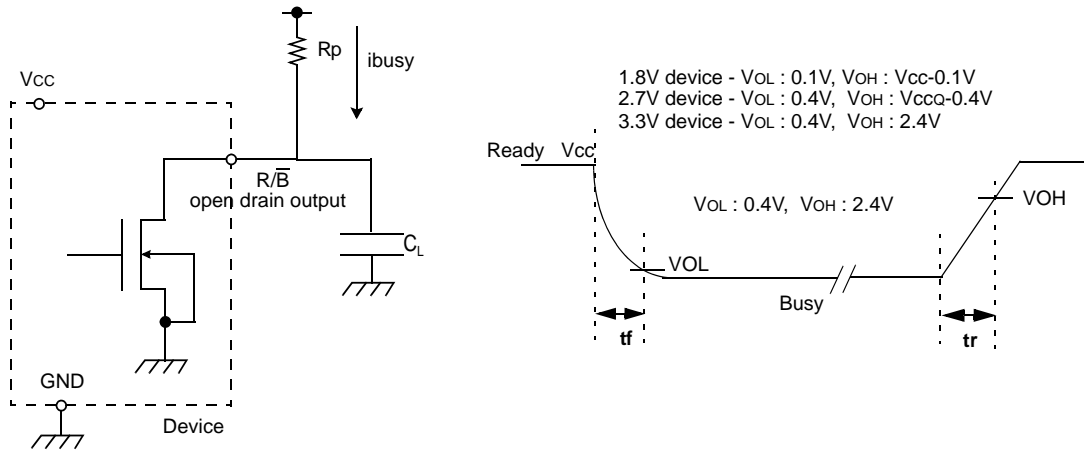 Rp
ibusy
VCC
R/B̅
open drain output
CL
GND
Device
1.8V device - VOL : 0.1V, VOH : Vcc-0.1V
2.7V device - VOL : 0.4V, VOH : VccQ-0.4V
3.3V device - VOL : 0.4V, VOH : 2.4V
Ready Vcc
VOL : 0.4V, VOH : 2.4V
VOH
VOL
Busy
tf
tr